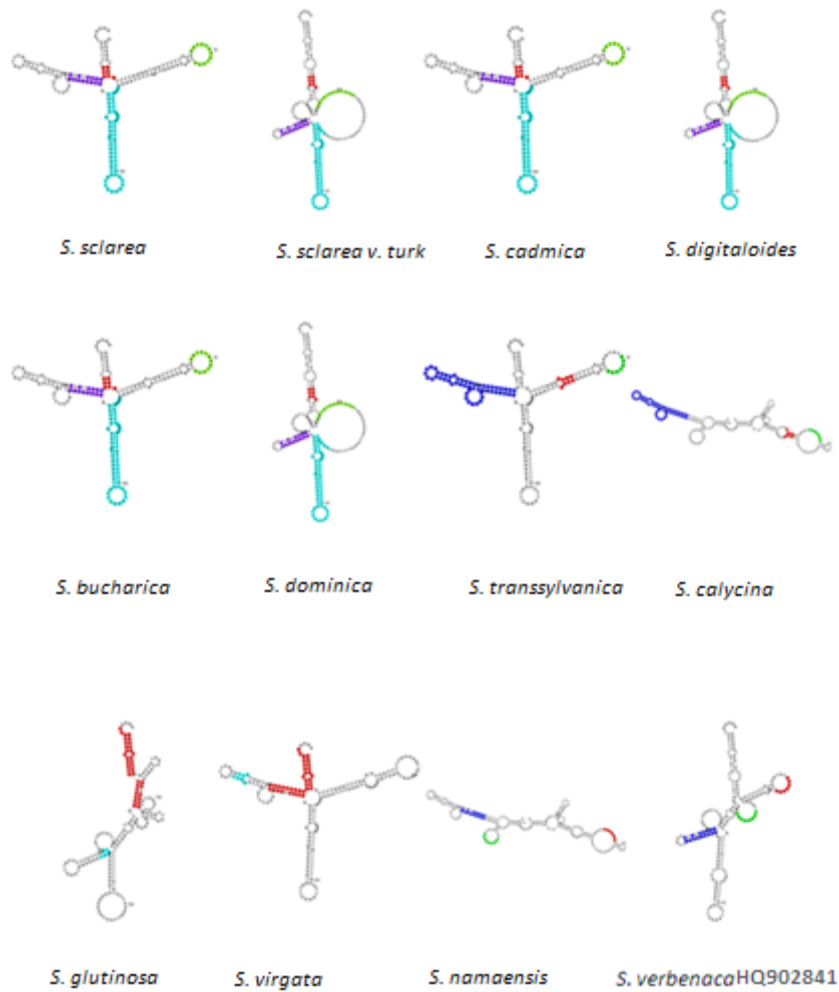 S. sclarea
S. sclarea v. turk
S. cadmica
S. digitaloides
S. bucharica
S. dominica
S. transsylvanica
S. calycina
S. glutinosa
S. virgata
S. namaensis
S. verbenacaHQ902841